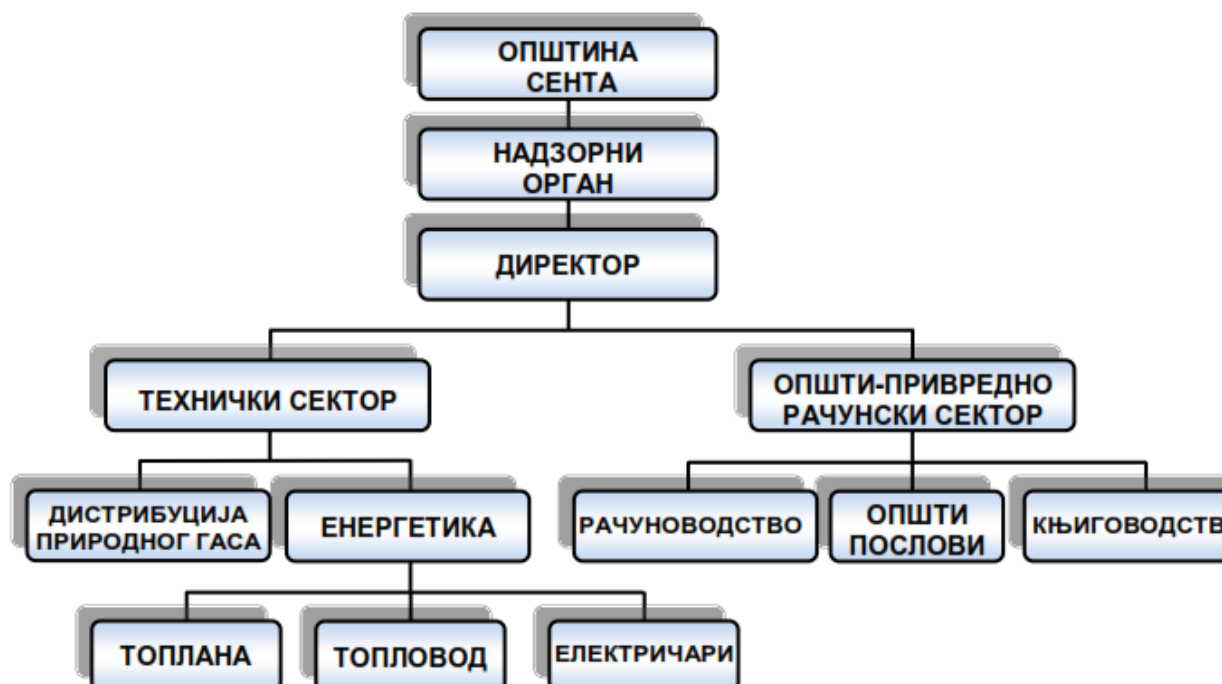 ОПШТИНА
СЕНТА
НАДЗОРНИ
ОРГАН
ДИРЕКТОР
ТЕХНИЧКИ СЕКТОР
ОПШТИ-ПРИВРЕДНО
РАЧУНСКИ СЕКТОР
ДИСТРИБУЦИЈА
ПРИРОДНОГ ГАСА
ЕНЕРГЕТИКА
РАЧУНОВОДСТВО
ОПШТИ
ПОСЛОВИ
КЊИГОВОДСТВ
ТОПЛАНА
ТОПЛОВОД
ЕЛЕКТРИЧАРИ